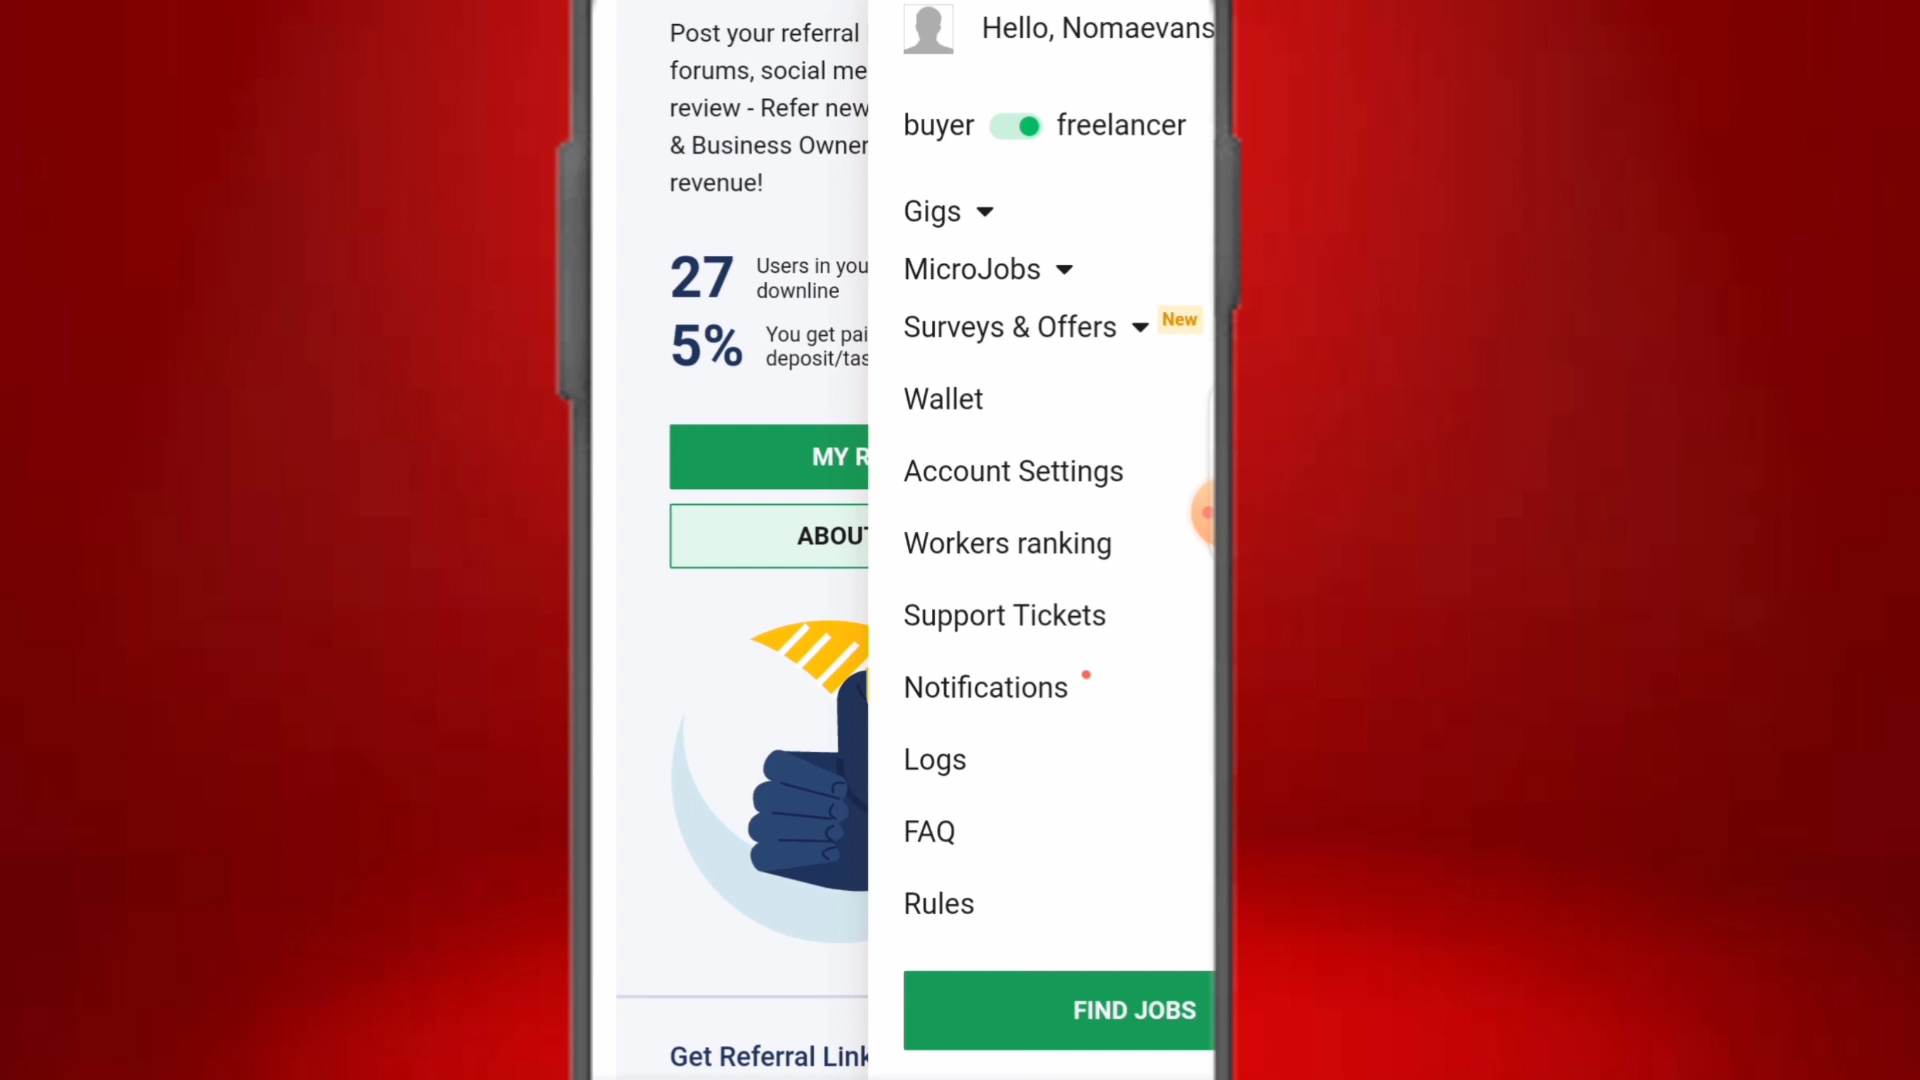 Post your referral
forums, social me
review - Refer new
& Business Owner
revenue!
27
Users in you
downline
5%
You get pai
deposit/tas
MY R
ABOUT
Get Referral Link
Hello, Nomaevans
buyer freelancer
Gigs
MicroJobs
Surveys & Offers New
Wallet
Account Settings
Workers ranking
Support Tickets
Notifications
Logs
FAQ
Rules
FIND JOBS